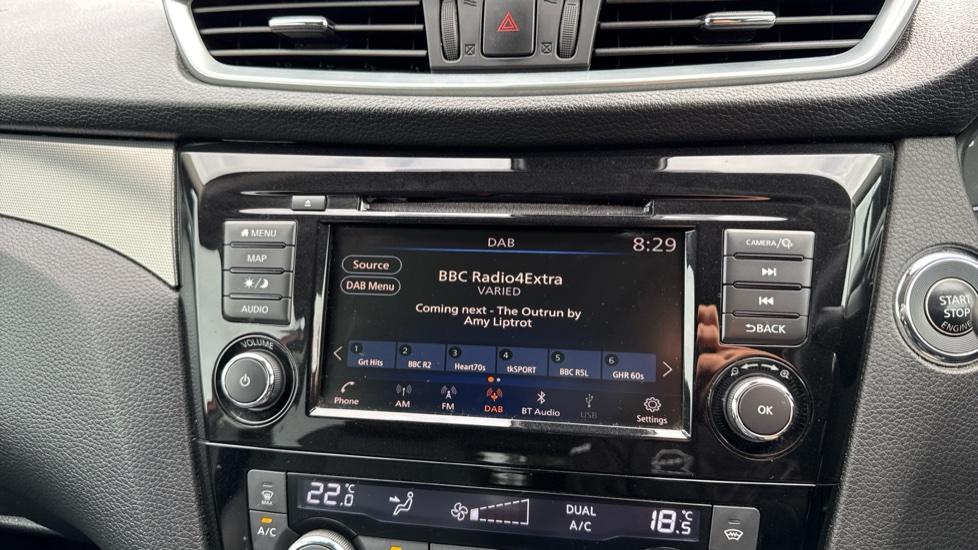 MENU
MAP
AUDIO
VOLUME
DAB
8:29
Source
DAB Menu
BBC Radio4Extra
VARIED
Coming next - The Outrun by
Amy Liptrot
1
Grt Hits
2
BBC R2
3
Heart70s
4
tkSPORT
5
BBC R5L
6
GHR 60s
Phone
AM
FM
DAB
BT Audio
USB
Settings
CAMERA/
BACK
OK
START
STOP
ENGINE
MAX
A/C
22.0 °C
DUAL
A/C
18.5 °C